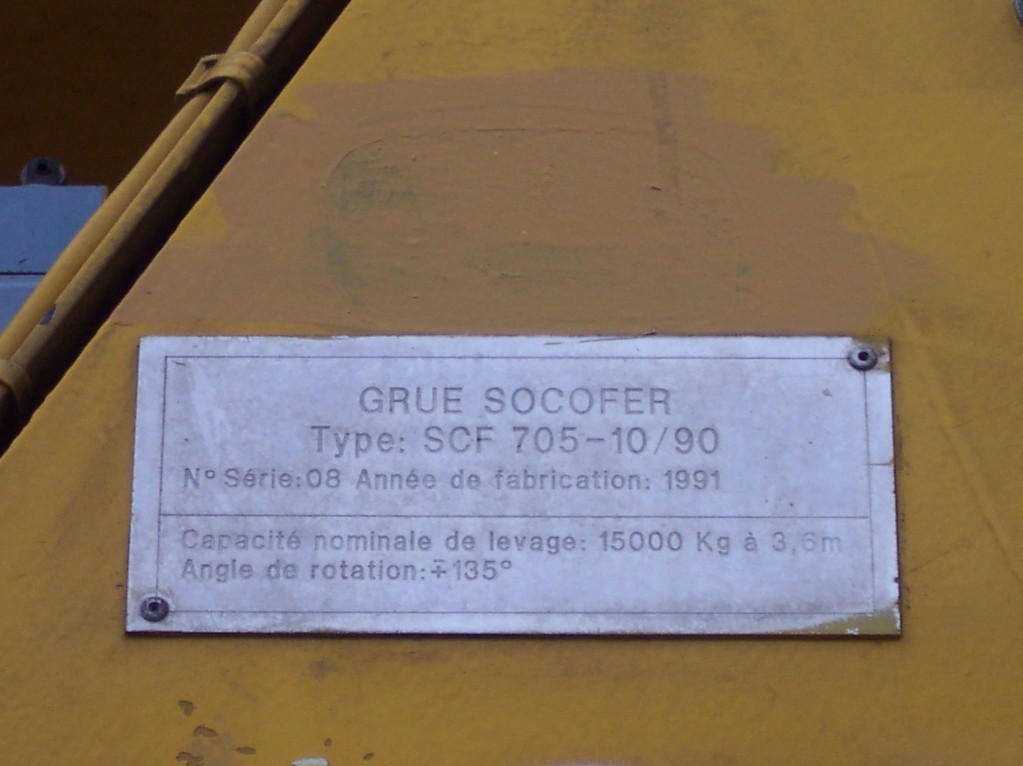 GRUE SOCOFER
Type: SCF 705-10/90
N° Série:08 Année de fabrication: 1991
Capacité nominale de levage: 15000 Kg à 3,6m
Angle de rotation:∓135°